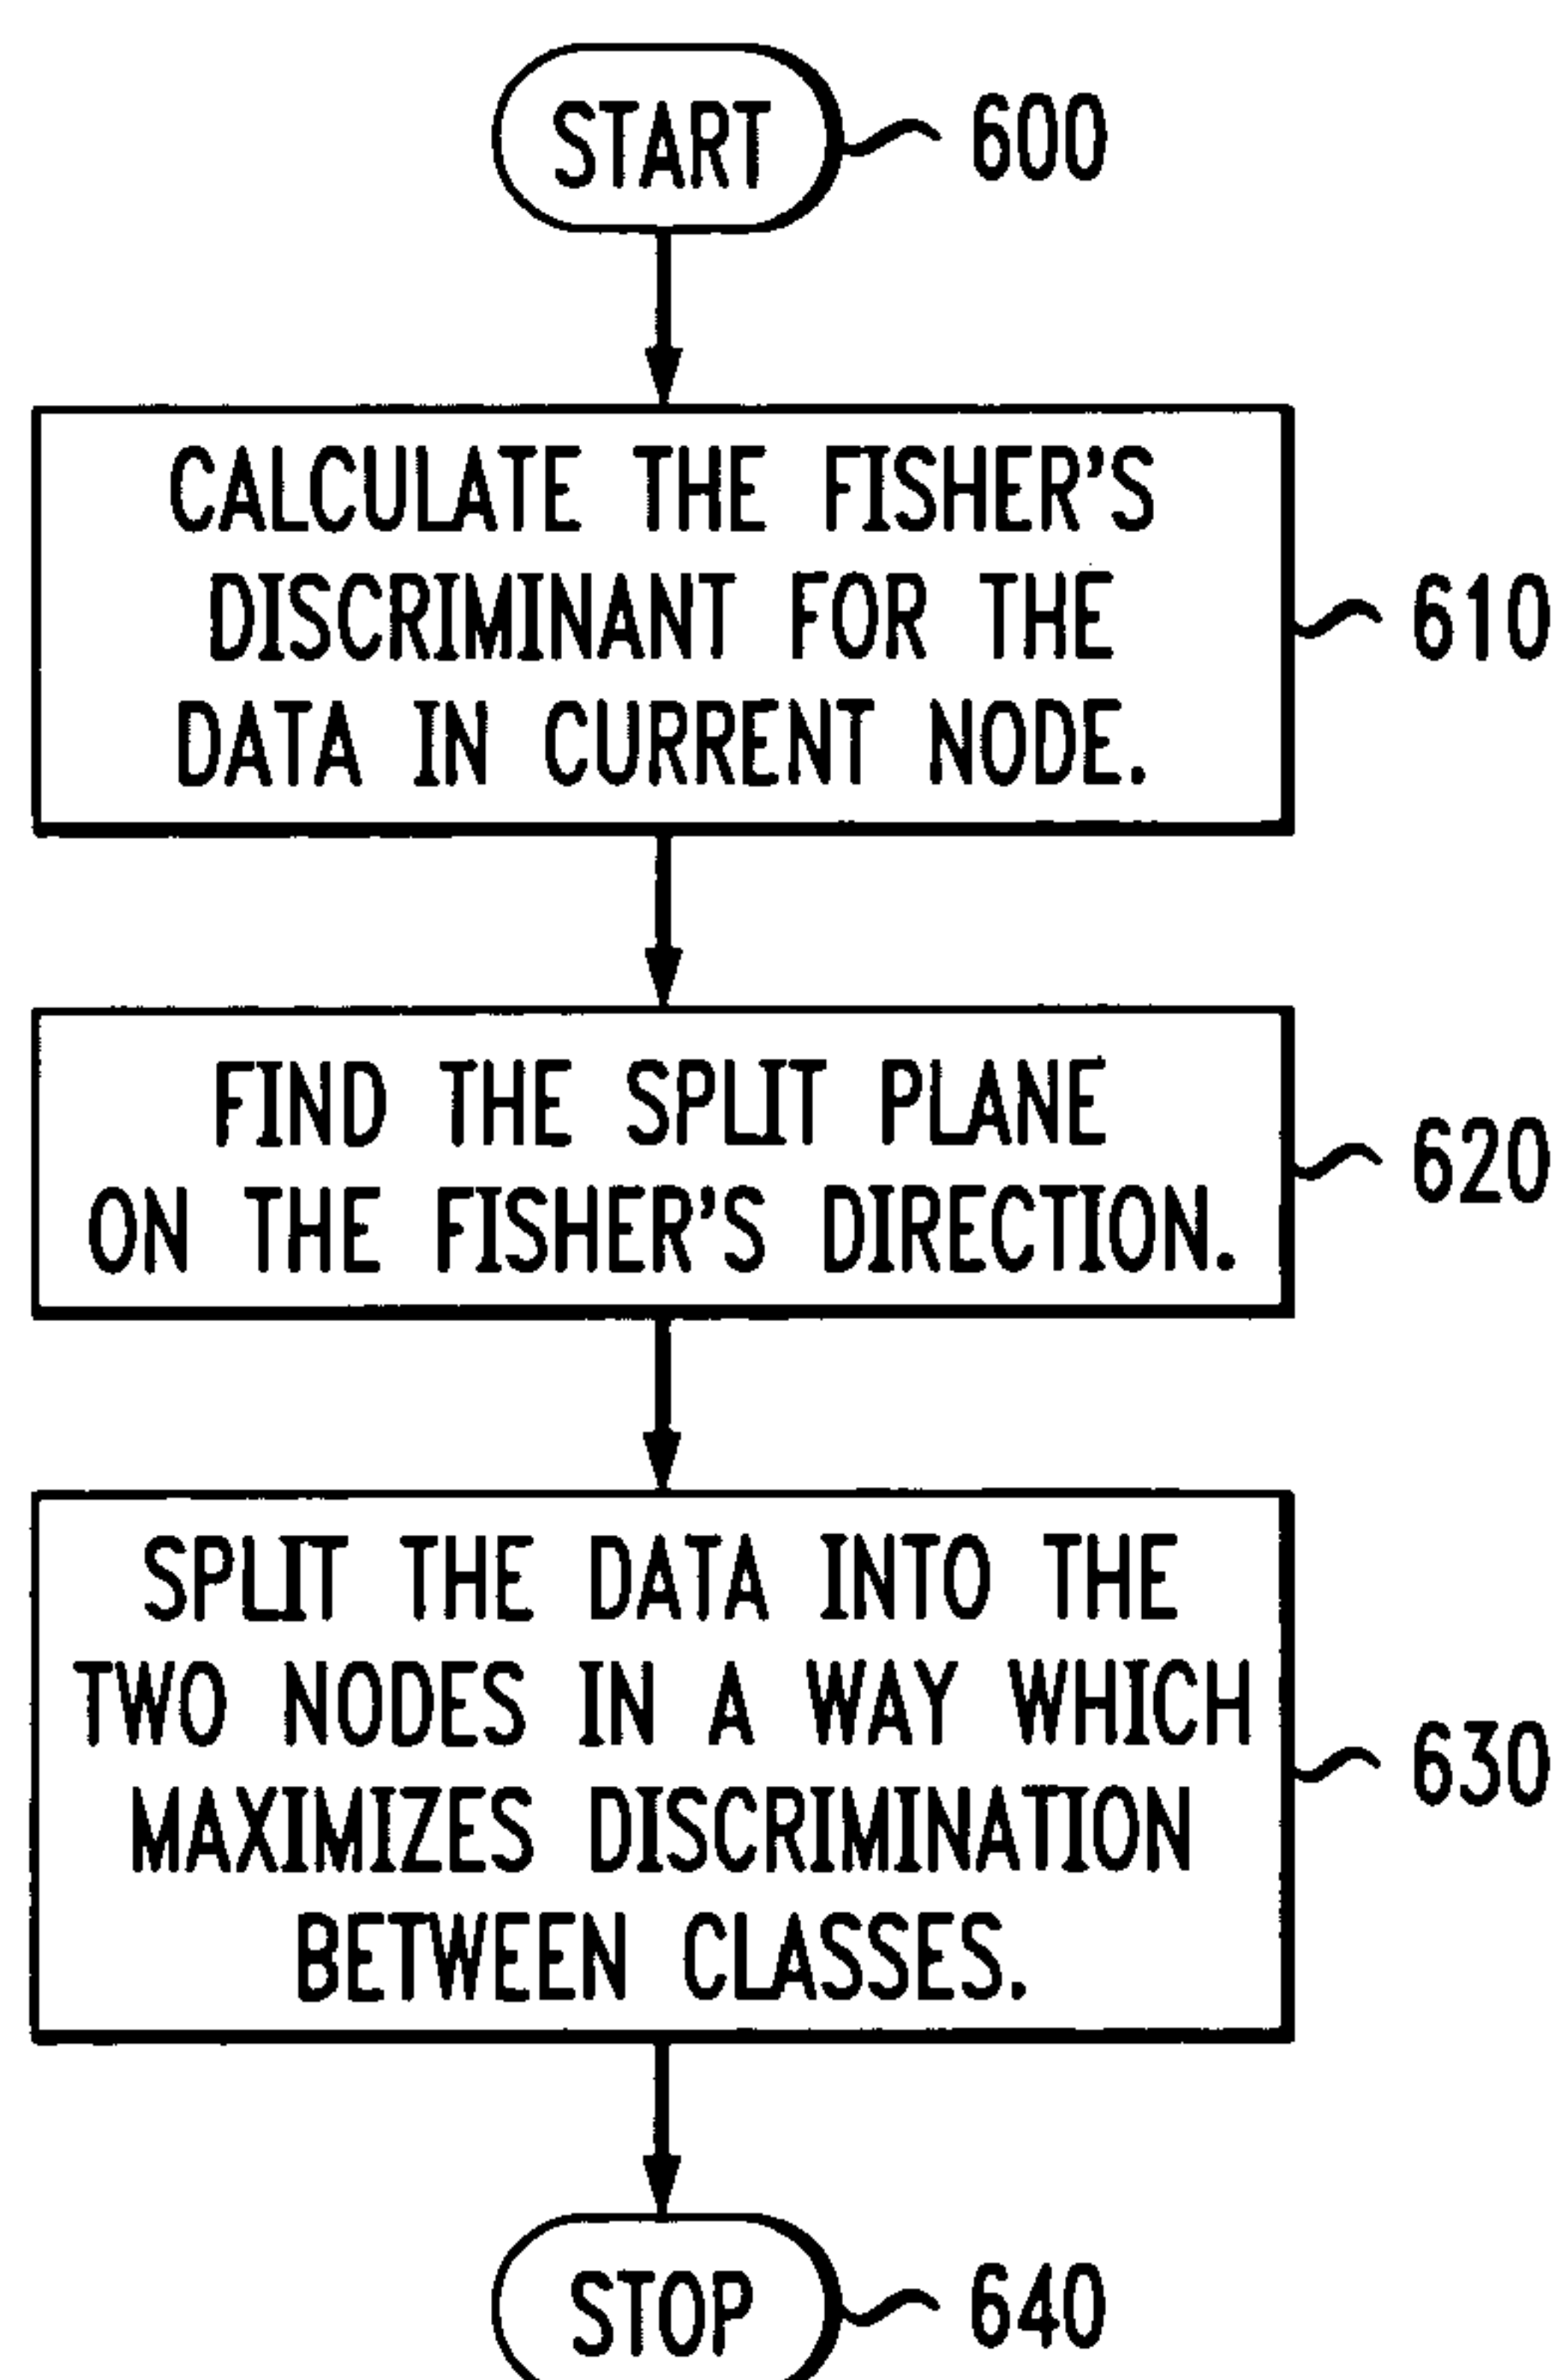 START 600
CALCULATE THE FISHER'S
DISCRIMINANT FOR THE
DATA IN CURRENT NODE.
610
FIND THE SPLIT PLANE
ON THE FISHER'S DIRECTION.
620
SPLIT THE DATA INTO THE
TWO NODES IN A WAY WHICH
MAXIMIZES DISCRIMINATION
BETWEEN CLASSES.
630
STOP 640